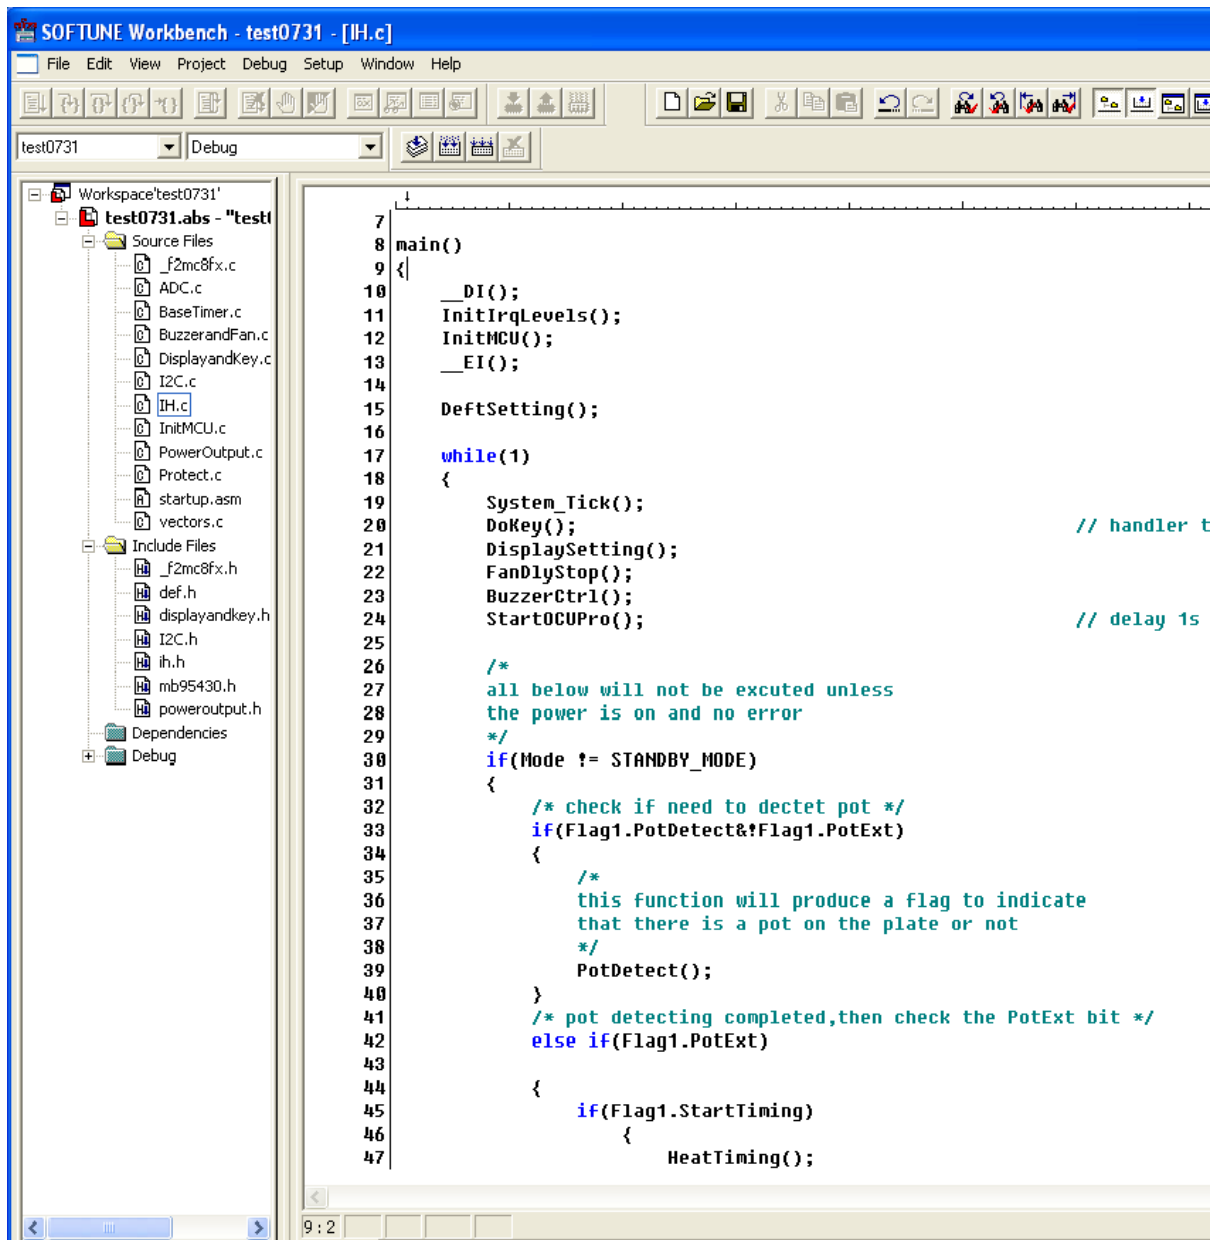 SOFTUNE Workbench - test0731 - [IH.c]
File Edit View Project Debug Setup Window Help
test0731 Debug
Workspace'test0731'
test0731.abs - "test
Source Files
_f2mc8fx.c
ADC.c
BaseTimer.c
BuzzerandFan.c
DisplayandKey.c
I2C.c
IH.c
InitMCU.c
PowerOutput.c
Protect.c
startup.asm
vectors.c
Include Files
_f2mc8fx.h
def.h
displayandkey.h
I2C.h
ih.h
mb95430.h
poweroutput.h
Dependencies
Debug
7
8 main()
9 {
10 __DI();
11 InitIrqLevels();
12 InitMCU();
13 __EI();
14
15 DeftSetting();
16
17 while(1)
18 {
19 System_Tick();
20 DoKey(); // handler t
21 DisplaySetting();
22 FanDlyStop();
23 BuzzerCtrl();
24 StartOCUPro(); // delay 1s
25
26 /*
27 all below will not be excuted unless
28 the power is on and no error
29 */
30 if(Mode != STANDBY_MODE)
31 {
32 /* check if need to dectet pot */
33 if(Flag1.PotDetect&!Flag1.PotExt)
34 {
35 /*
36 this function will produce a flag to indicate
37 that there is a pot on the plate or not
38 */
39 PotDetect();
40 }
41 /* pot detecting completed,then check the PotExt bit */
42 else if(Flag1.PotExt)
43
44 {
45 if(Flag1.StartTiming)
46 {
47 HeatTiming();
9:2